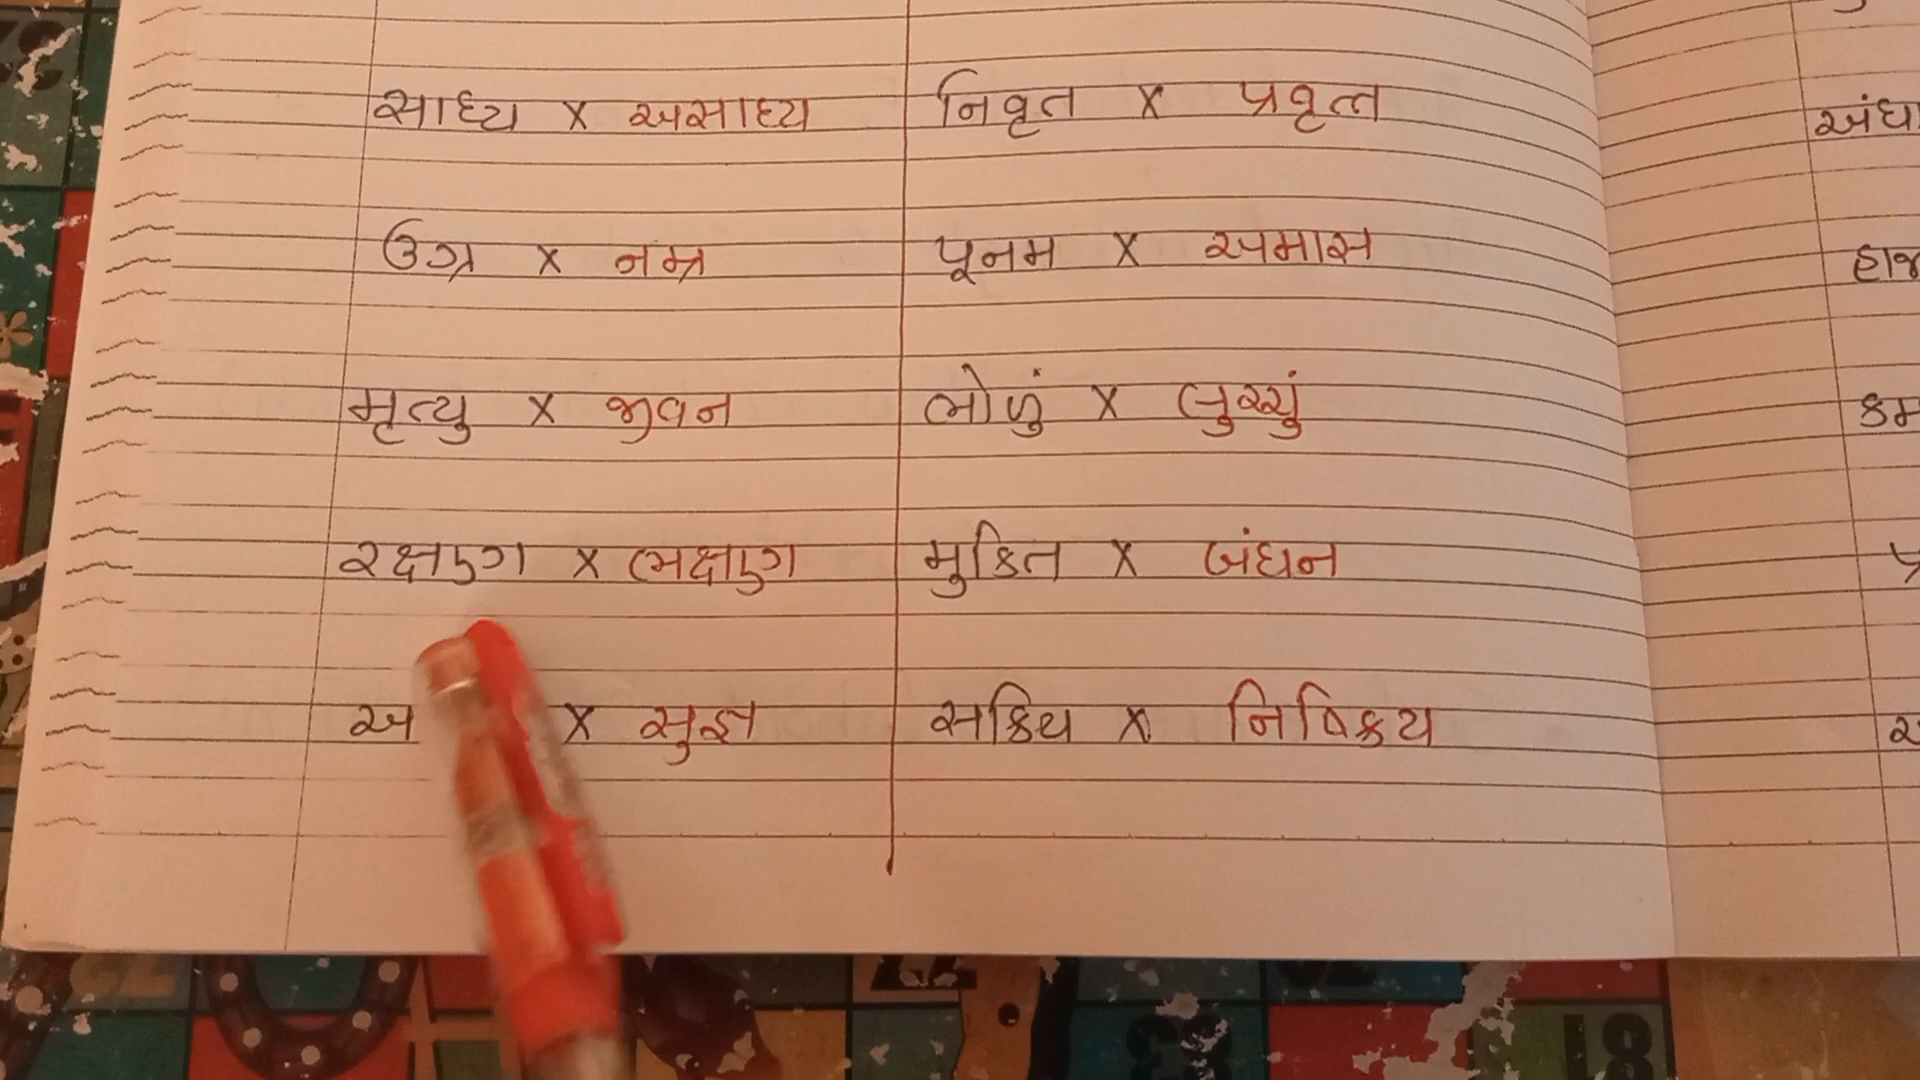 સાધ્ય X અસાધ્ય
નિવૃત X પ્રવૃત્ત
ઉગ્ર X નમ્ર
પૂનમ X અમાસ
મૃત્યુ X જીવન
ભોળું X લુચ્ચું
રક્ષણ X ભક્ષણ
મુકિત X બંધન
X સુજ્ઞ
સક્રિય X નિષ્ક્રિય